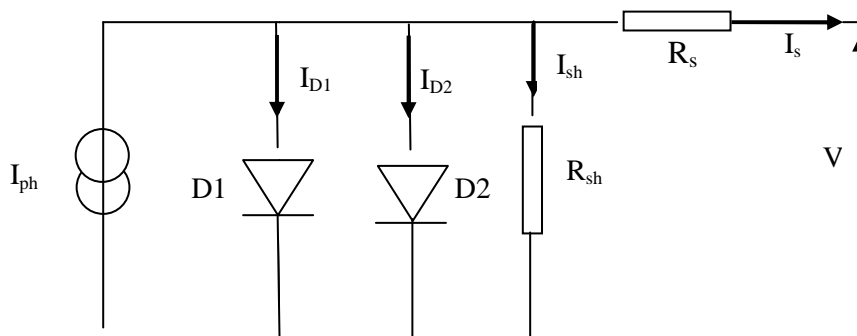 I_D1
I_D2
I_sh
R_s
I_s
I_ph
D1
D2
R_sh
V